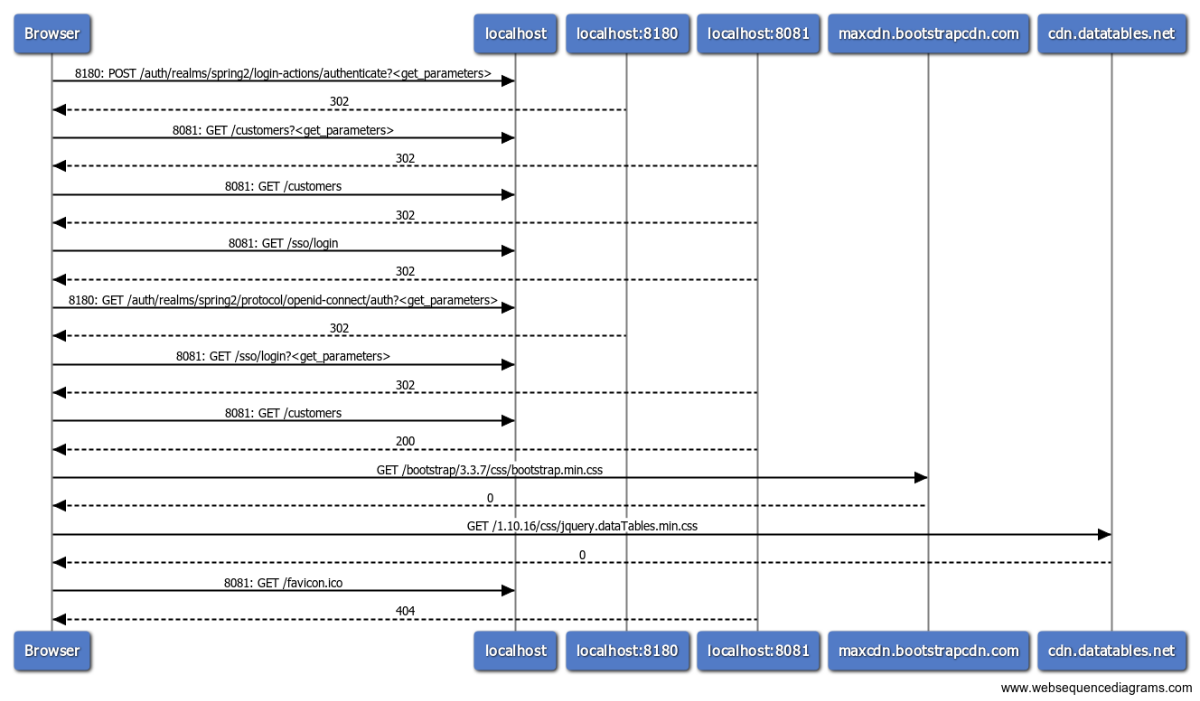 Browser localhost localhost:8180 localhost:8081 maxcdn.bootstrapcdn.com cdn.datatables.net
8180: POST /auth/realms/spring2/login-actions/authenticate?<get_parameters>
302
8081: GET /customers?<get_parameters>
302
8081: GET /customers
302
8081: GET /sso/login
302
8180: GET /auth/realms/spring2/protocol/openid-connect/auth?<get_parameters>
302
8081: GET /sso/login?<get_parameters>
302
8081: GET /customers
200
GET /bootstrap/3.3.7/css/bootstrap.min.css
0
GET /1.10.16/css/jquery.dataTables.min.css
0
8081: GET /favicon.ico
404
Browser localhost localhost:8180 localhost:8081 maxcdn.bootstrapcdn.com cdn.datatables.net
www.websequencediagrams.com